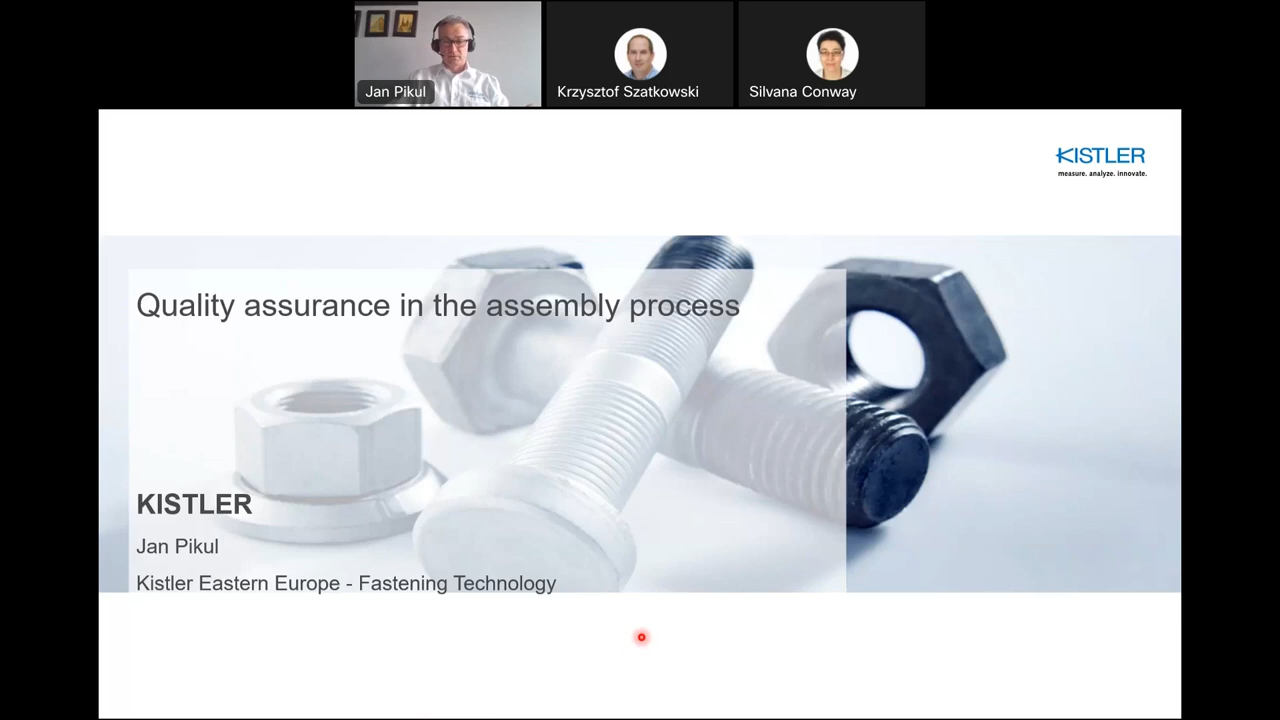 Jan Pikul
Krzysztof Szatkowski
Silvana Conway
KISTLER
measure. analyze. innovate.
Quality assurance in the assembly process
KISTLER
Jan Pikul
Kistler Eastern Europe - Fastening Technology